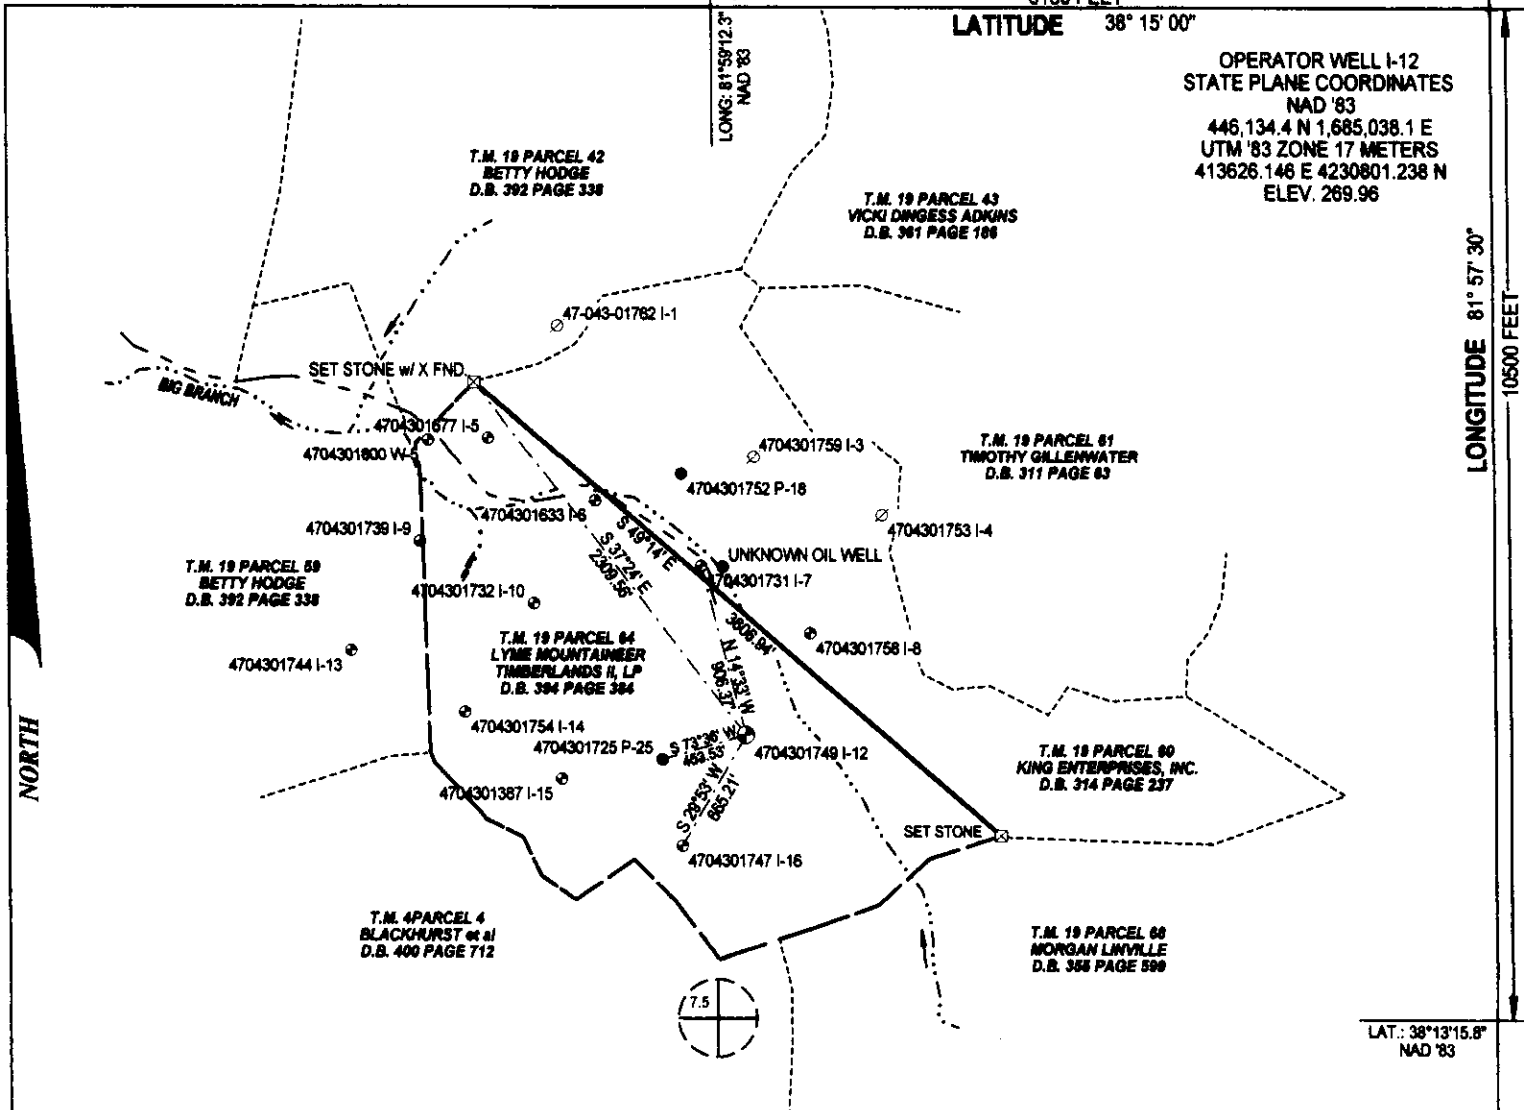 LATITUDE 38° 15' 00"
LONG: 81°59'12.3"
NAD '83
OPERATOR WELL I-12
STATE PLANE COORDINATES
NAD '83
446,134.4 N 1,685,038.1 E
UTM '83 ZONE 17 METERS
413626.146 E 4230801.238 N
ELEV. 269.96
T.M. 19 PARCEL 42
BETTY HODGE
D.B. 392 PAGE 338
T.M. 19 PARCEL 43
VICKI DINGESS ADKINS
D.B. 361 PAGE 186
LONGITUDE 81° 57' 30"
10500 FEET
47-043-01762 I-1
SET STONE w/ X FND
BIG BRANCH
4704301677 I-5
4704301600 W-5
4704301759 I-3
T.M. 19 PARCEL 61
TIMOTHY GILLENWATER
D.B. 311 PAGE 63
4704301752 P-18
4704301633 I-6
4704301753 I-4
4704301739 I-9
S 49°14' E
S 37°24' E
2309.56'
UNKNOWN OIL WELL
4704301731 I-7
T.M. 19 PARCEL 59
BETTY HODGE
D.B. 392 PAGE 338
4704301732 I-10
3806.94'
4704301756 I-8
T.M. 19 PARCEL 64
LYME MOUNTAINEER
TIMBERLANDS II, LP
D.B. 394 PAGE 384
4704301744 I-13
N 14°33' W
906.37'
4704301754 I-14
4704301725 P-25
S 73°36' W
463.53'
4704301749 I-12
T.M. 19 PARCEL 60
KING ENTERPRISES, INC.
D.B. 314 PAGE 237
NORTH
4704301387 I-15
S 29°53' W
665.21'
SET STONE
4704301747 I-16
T.M. 4PARCEL 4
BLACKHURST et al
D.B. 400 PAGE 712
T.M. 19 PARCEL 68
MORGAN LINVILLE
D.B. 355 PAGE 599
7.5
LAT.: 38°13'15.8"
NAD '83